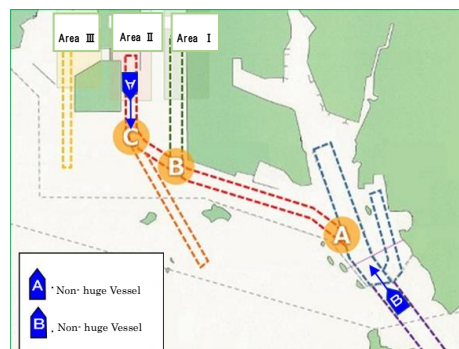 Area Ⅲ
Area Ⅱ
Area Ⅰ
A
C
B
A
B
A · Non- huge Vessel
B . Non- huge Vessel